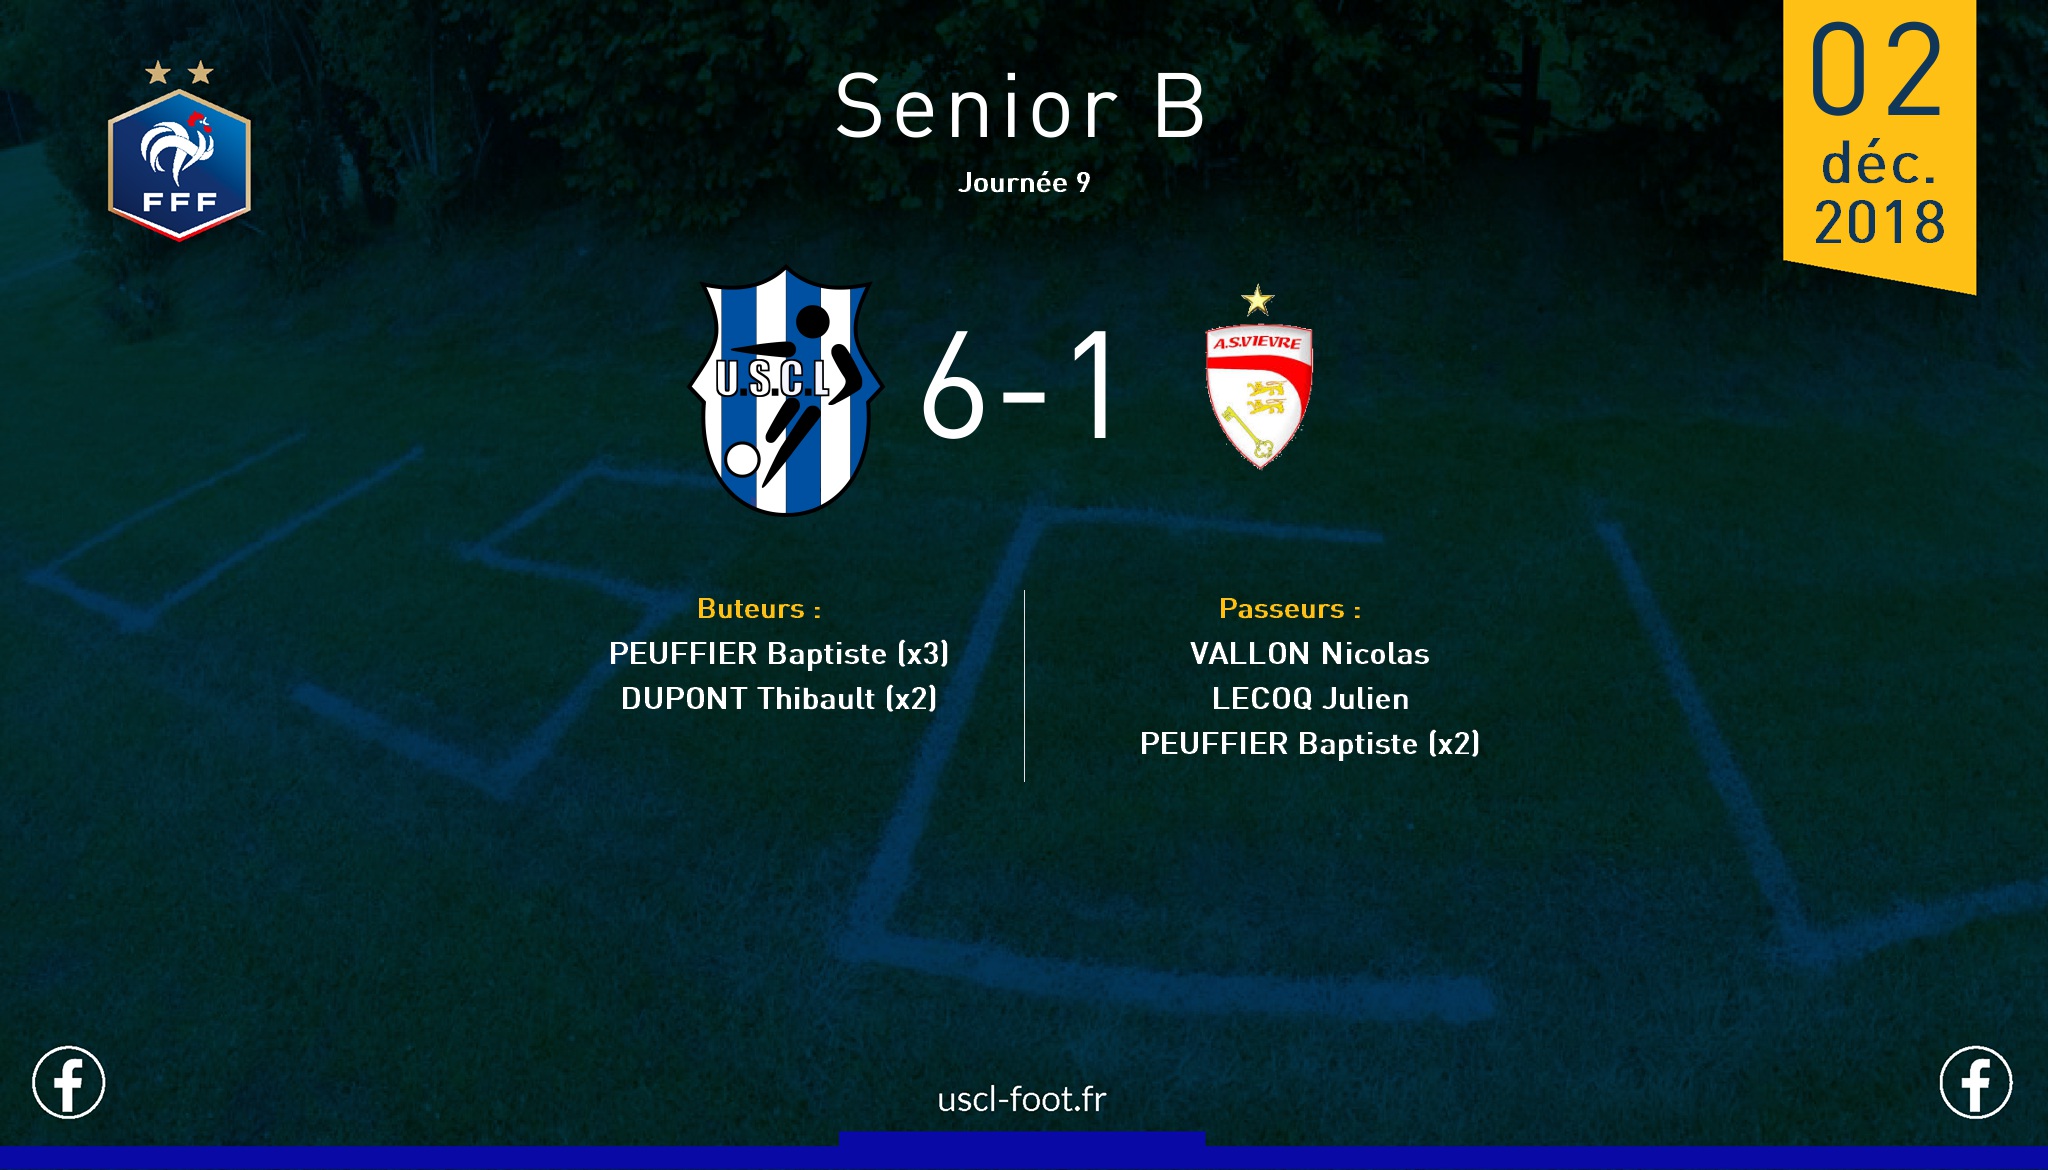 FFF
Senior B
Journée 9
02
déc.
2018
U.S.C.L
6-1
A.S.VIEVRE
Buteurs :
PEUFFIER Baptiste (x3)
DUPONT Thibault (x2)
Passeurs :
VALLON Nicolas
LECOQ Julien
PEUFFIER Baptiste (x2)
uscl-foot.fr